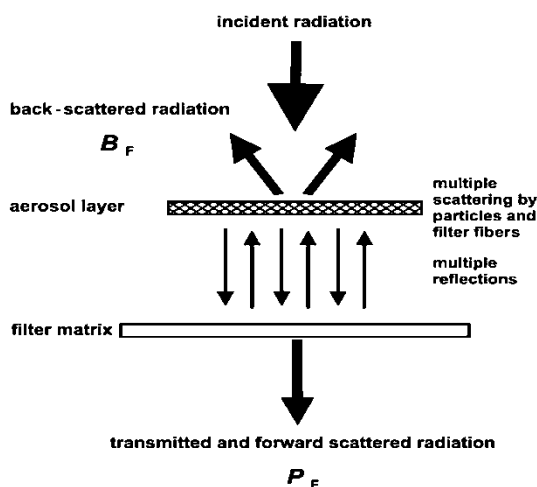 incident radiation
back-scattered radiation
B F
aerosol layer
multiple
scattering by
particles and
filter fibers
multiple
reflections
filter matrix
transmitted and forward scattered radiation
P F